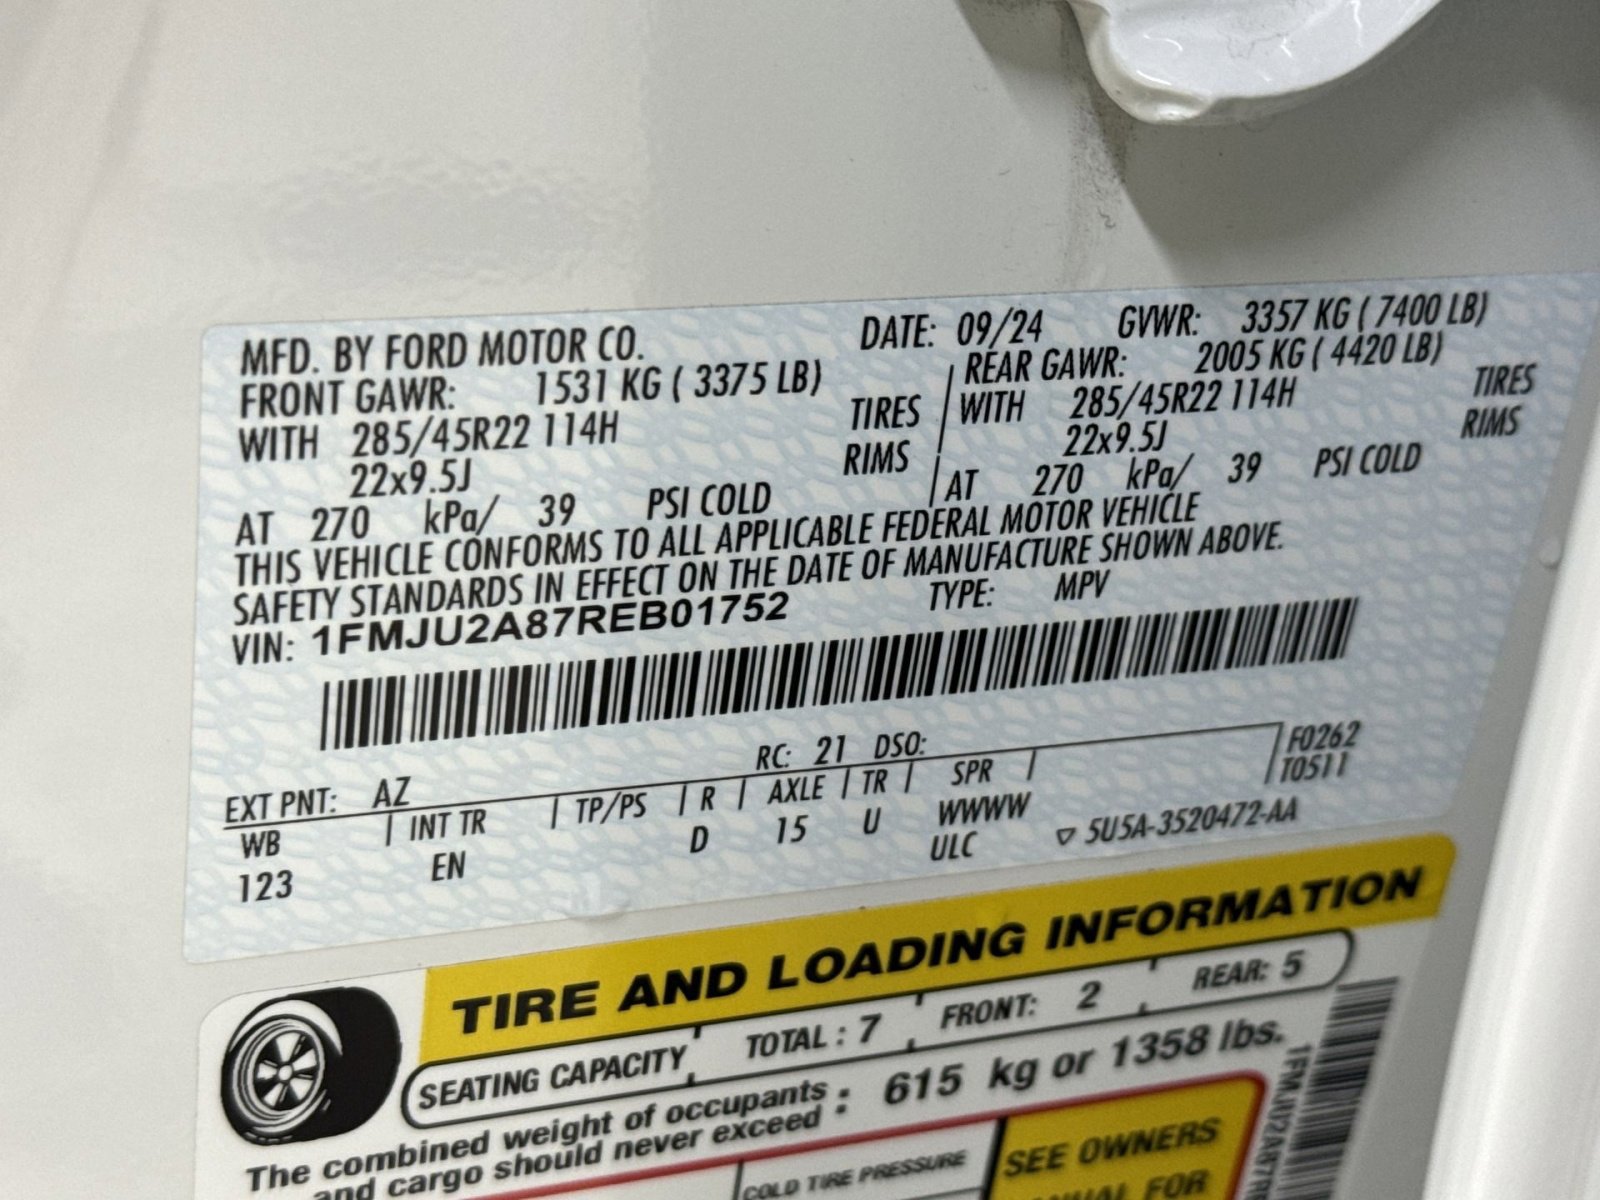 MFD. BY FORD MOTOR CO. DATE: 09/24 GVWR: 3357 KG ( 7400 LB)
FRONT GAWR: 1531 KG ( 3375 LB) REAR GAWR: 2005 KG ( 4420 LB)
WITH 285/45R22 114H TIRES WITH 285/45R22 114H TIRES
22x9.5J RIMS 22x9.5J RIMS
AT 270 kPa/ 39 PSI COLD AT 270 kPa/ 39 PSI COLD
THIS VEHICLE CONFORMS TO ALL APPLICABLE FEDERAL MOTOR VEHICLE
SAFETY STANDARDS IN EFFECT ON THE DATE OF MANUFACTURE SHOWN ABOVE.
VIN: 1FMJU2A87REB01752 TYPE: MPV
EXT PNT: AZ RC: 21 DSO: F0262
WB INT TR TP/PS R AXLE TR SPR T0511
123 EN D 15 U WWWW
ULC 5U5A-3520472-AA
TIRE AND LOADING INFORMATION
SEATING CAPACITY TOTAL : 7 FRONT: 2 REAR: 5
The combined weight of occupants
and cargo should never exceed : 615 kg or 1358 lbs.
COLD TIRE PRESSURE
SEE OWNERS
FOR
1FMJU2A87R